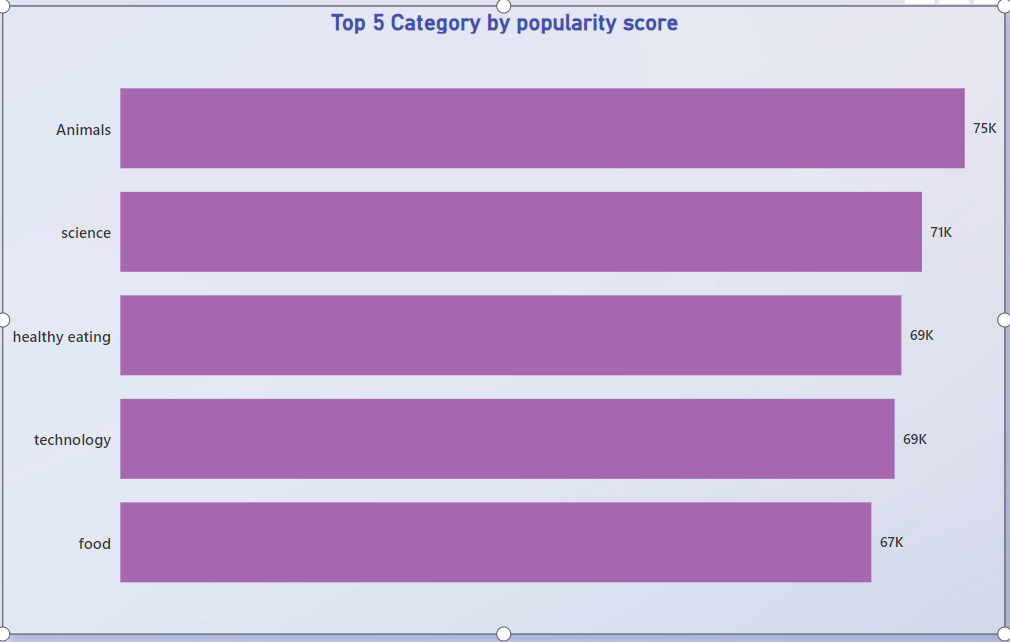 Top 5 Category by popularity score
Animals 75K
science 71K
healthy eating 69K
technology 69K
food 67K